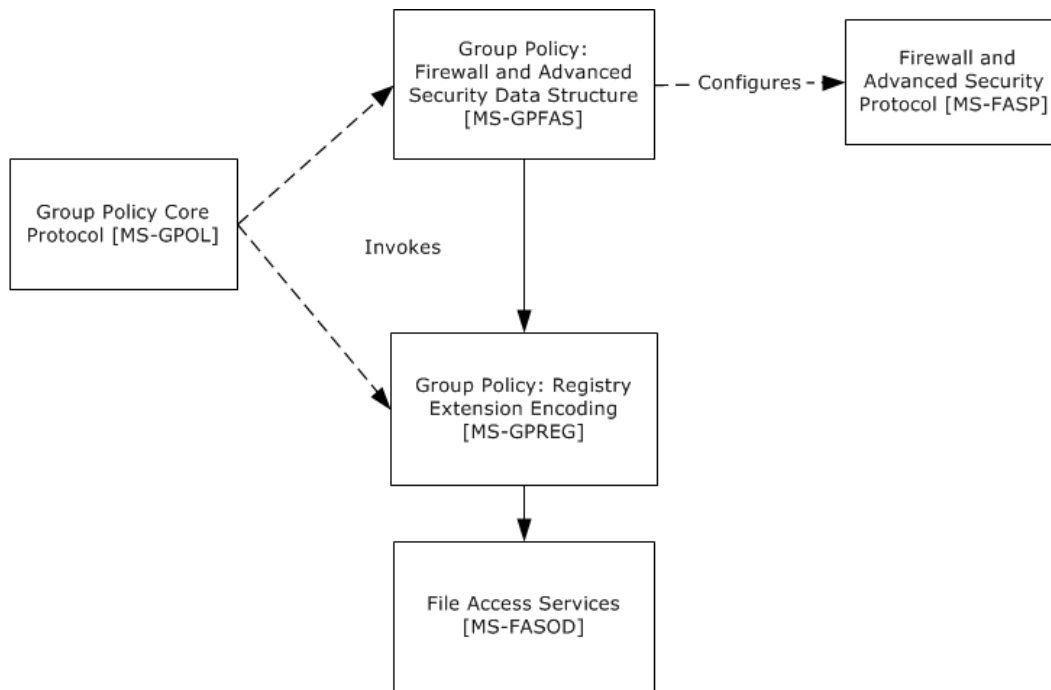 Group Policy:
Firewall and Advanced
Security Data Structure
[MS-GPFAS]
Configures
Firewall and
Advanced Security
Protocol [MS-FASP]
Group Policy Core
Protocol [MS-GPOL]
Invokes
Group Policy: Registry
Extension Encoding
[MS-GPREG]
File Access Services
[MS-FASOD]